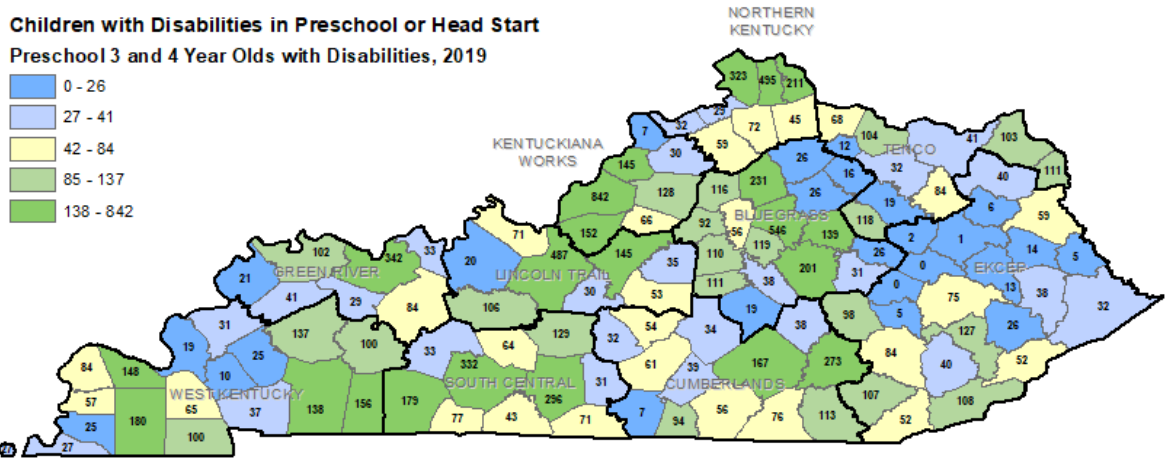 Children with Disabilities in Preschool or Head Start
Preschool 3 and 4 Year Olds with Disabilities, 2019
0 - 26
27 - 41
42 - 84
85 - 137
138 - 842
NORTHERN
KENTUCKY
323 495 211
29
7 32 72 45 68
59 104 41 103
KENTUCKIANA
WORKS
TENCO
12
145 30 26 16 32 111
842 128 116 231 26 19 84 40
6
152 66 92 BLUEGRASS 118 59
71 56 546 139
33 20 487 145 110 119 26 2 1 14 5
102 342
GREEN RIVER
LINCOLN TRAIL
35 201 31 0 EKCEP
21 41 29 84 106 30 53 111 38 0 75 13 38 32
31 137 19 38 98 5 127 26
54 34
19 25 100 33 64 129 32
10 332 61 39 167 273 84 40 52
84 148 WEST KENTUCKY SOUTH CENTRAL 31 CUMBERLANDS
57 65 179 296 107 108
25 180 37 138 156 77 43 71 7 94 56 76 113 52
27 27 100